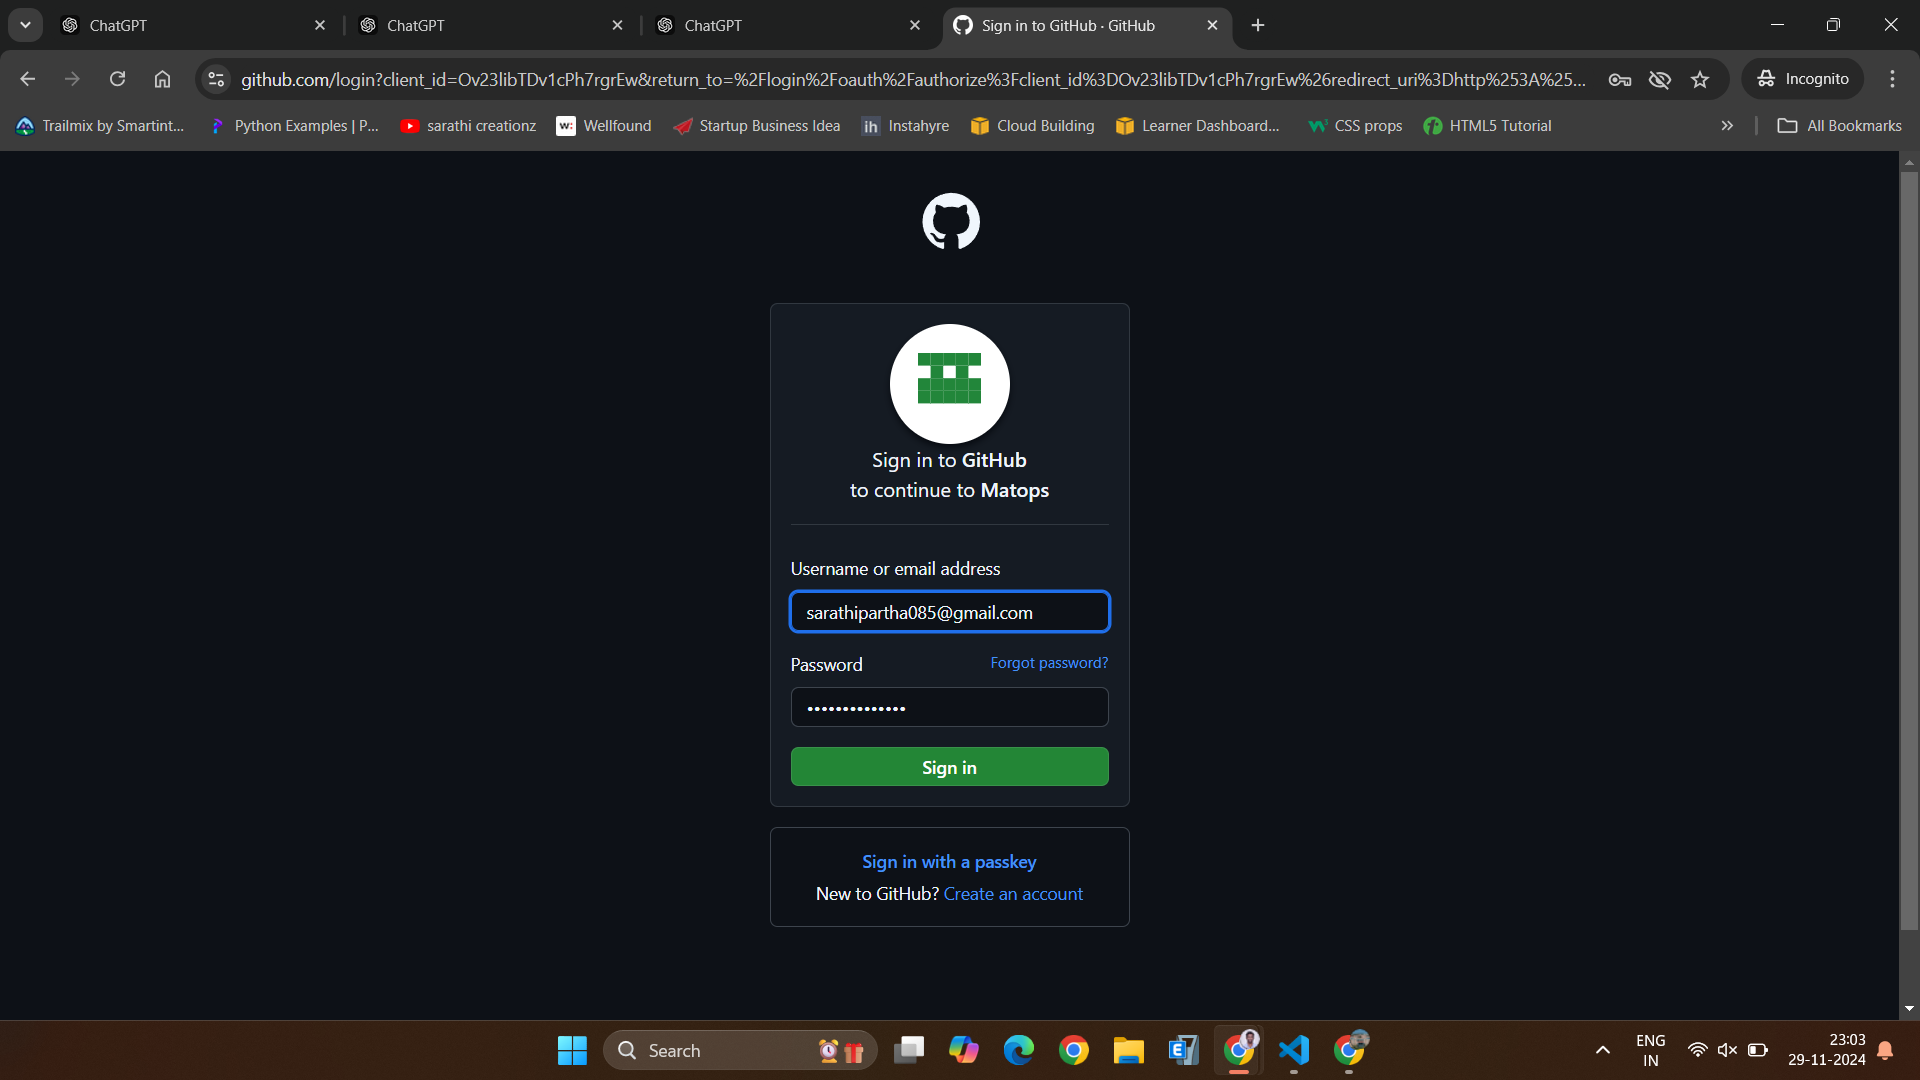 ChatGPT
ChatGPT
ChatGPT
Sign in to GitHub · GitHub
github.com/login?client_id=Ov23libTDv1cPh7rgrEw&return_to=%2Flogin%2Foauth%2Fauthorize%3Fclient_id%3DOv23libTDv1cPh7rgrEw%26redirect_uri%3Dhttp%253A%25...
Incognito
Trailmix by Smartint...
Python Examples | P...
sarathi creationz
w: Wellfound
Startup Business Idea
ih Instahyre
Cloud Building
Learner Dashboard...
CSS props
HTML5 Tutorial
All Bookmarks
Sign in to GitHub
to continue to Matops
Username or email address
sarathipartha085@gmail.com
Password Forgot password?
••••••••••••••
Sign in
Sign in with a passkey
New to GitHub? Create an account
Search
ENG
IN
23:03
29-11-2024